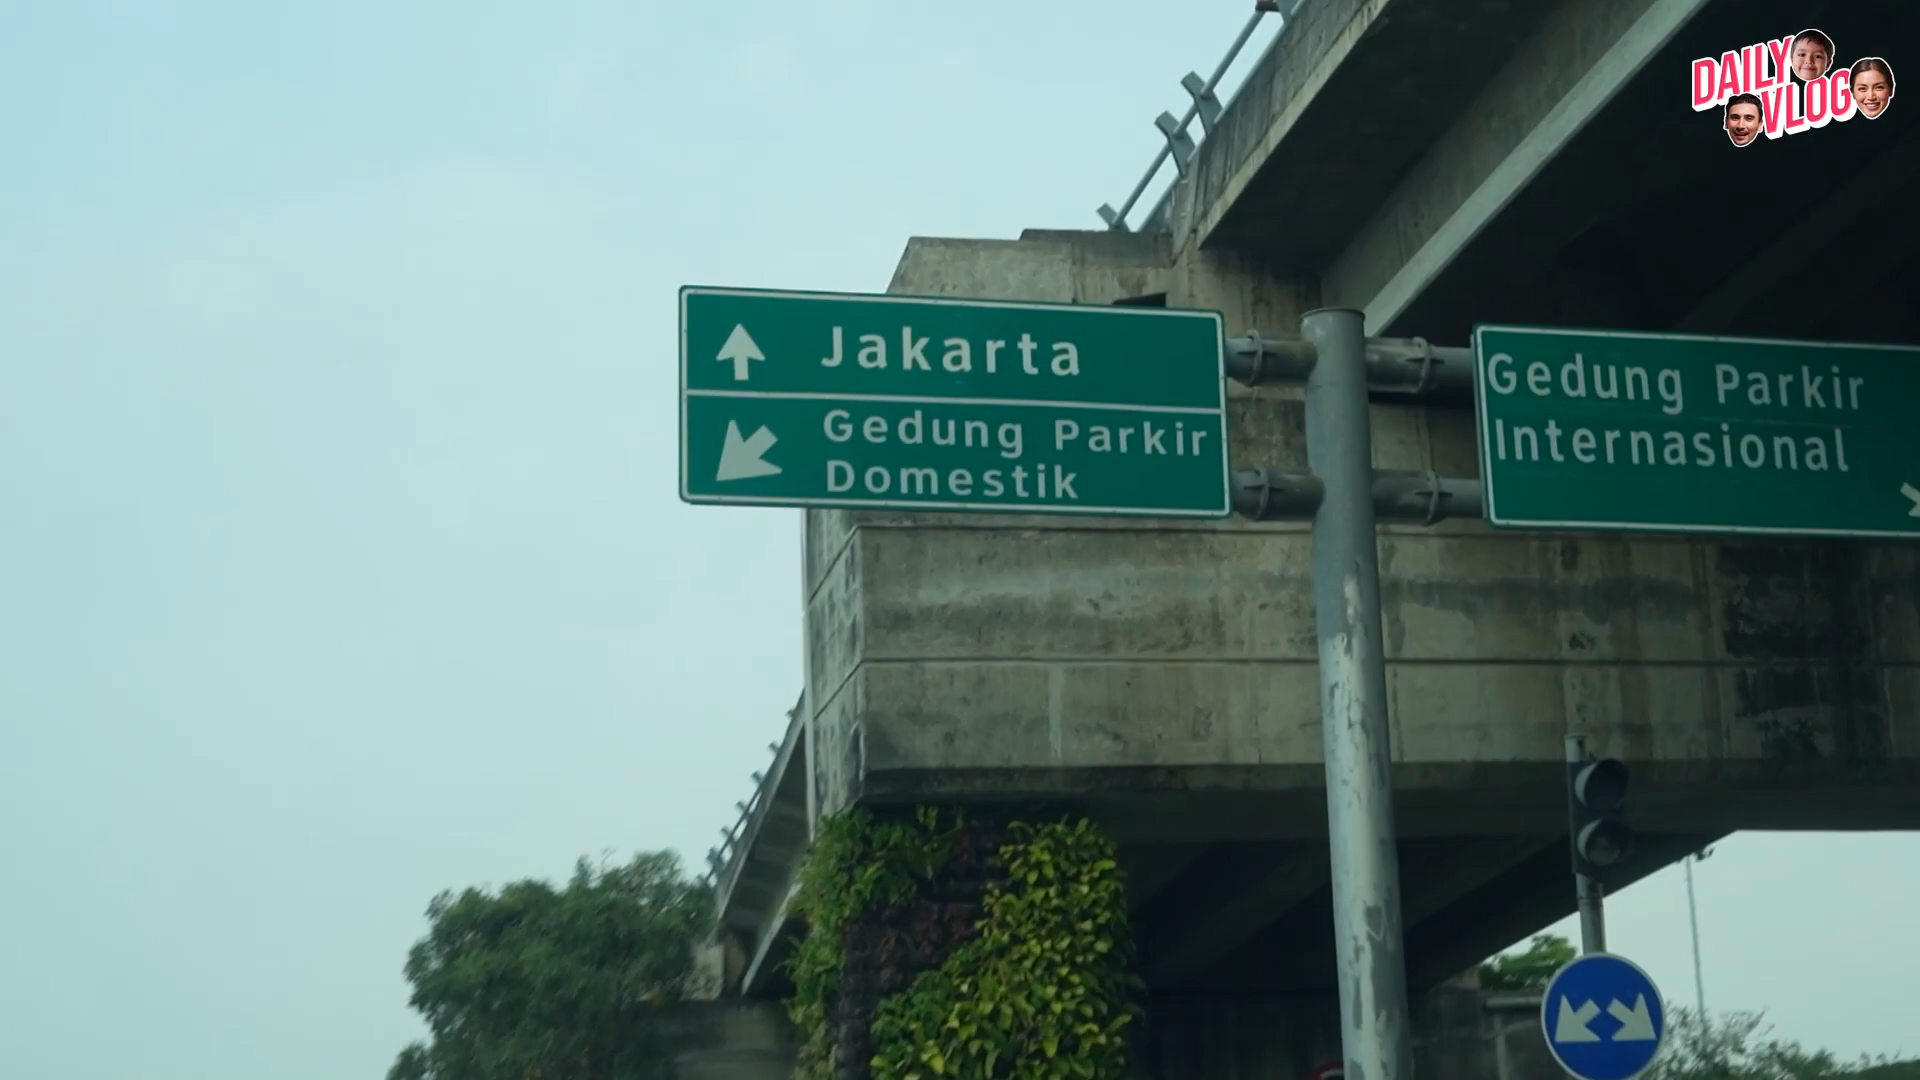 DAILY
VLOG
Jakarta
Gedung Parkir
Domestik
Gedung Parkir
Internasional